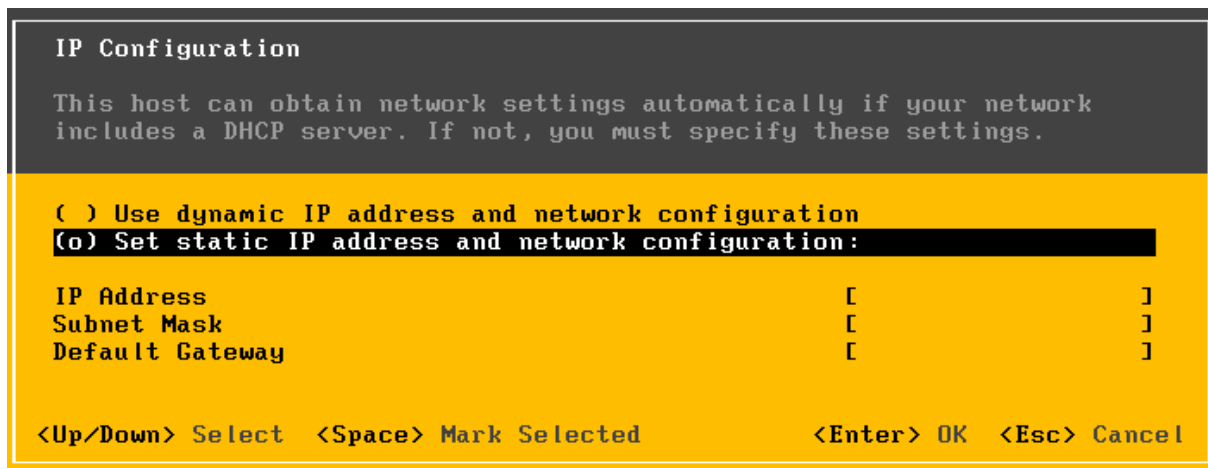 IP Configuration
This host can obtain network settings automatically if your network
includes a DHCP server. If not, you must specify these settings.
( ) Use dynamic IP address and network configuration
(o) Set static IP address and network configuration:
IP Address [ ]
Subnet Mask [ ]
Default Gateway [ ]
<Up/Down> Select <Space> Mark Selected <Enter> OK <Esc> Cancel